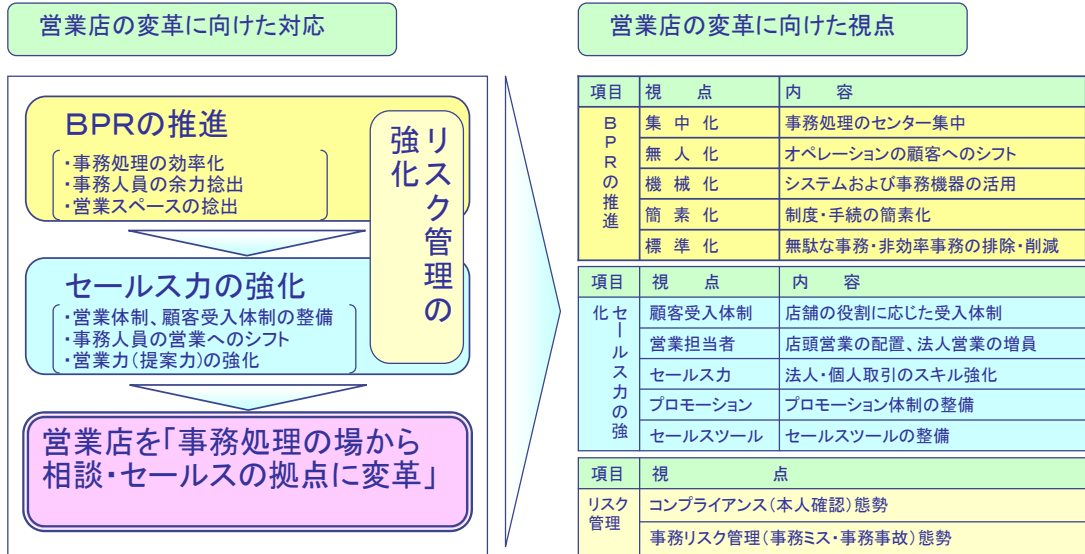 営業店の変革に向けた対応
BPRの推進
・事務処理の効率化
・事務人員の余力捻出
・営業スペースの捻出
リスク管理の
強化
セールス力の強化
・営業体制、顧客受入体制の整備
・事務人員の営業へのシフト
・営業力(提案力)の強化
営業店を「事務処理の場から
相談・セールスの拠点に変革」
営業店の変革に向けた視点
項目 視 点 内 容
BPRの推進
集 中 化 事務処理のセンター集中
無 人 化 オペレーションの顧客へのシフト
機 械 化 システムおよび事務機器の活用
簡 素 化 制度・手続の簡素化
標 準 化 無駄な事務・非効率事務の排除・削減
項目 視 点 内 容
セールス力の強
化
顧客受入体制 店舗の役割に応じた受入体制
営業担当者 店頭営業の配置、法人営業の増員
セールス力 法人・個人取引のスキル強化
プロモーション プロモーション体制の整備
セールスツール セールスツールの整備
項目 視 点
リスク
管理
コンプライアンス(本人確認)態勢
事務リスク管理(事務ミス・事務事故)態勢